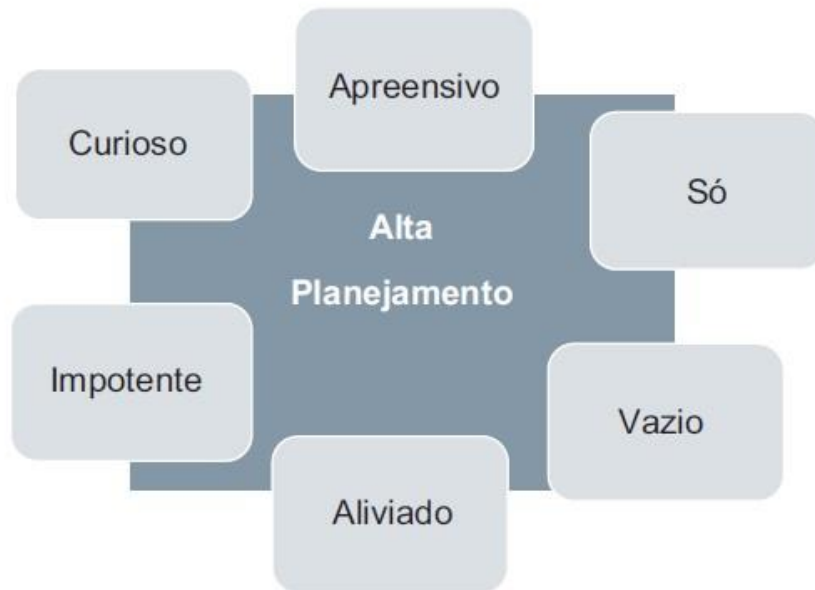 Apreensivo
Curioso
Só
Alta
Planejamento
Impotente
Vazio
Aliviado